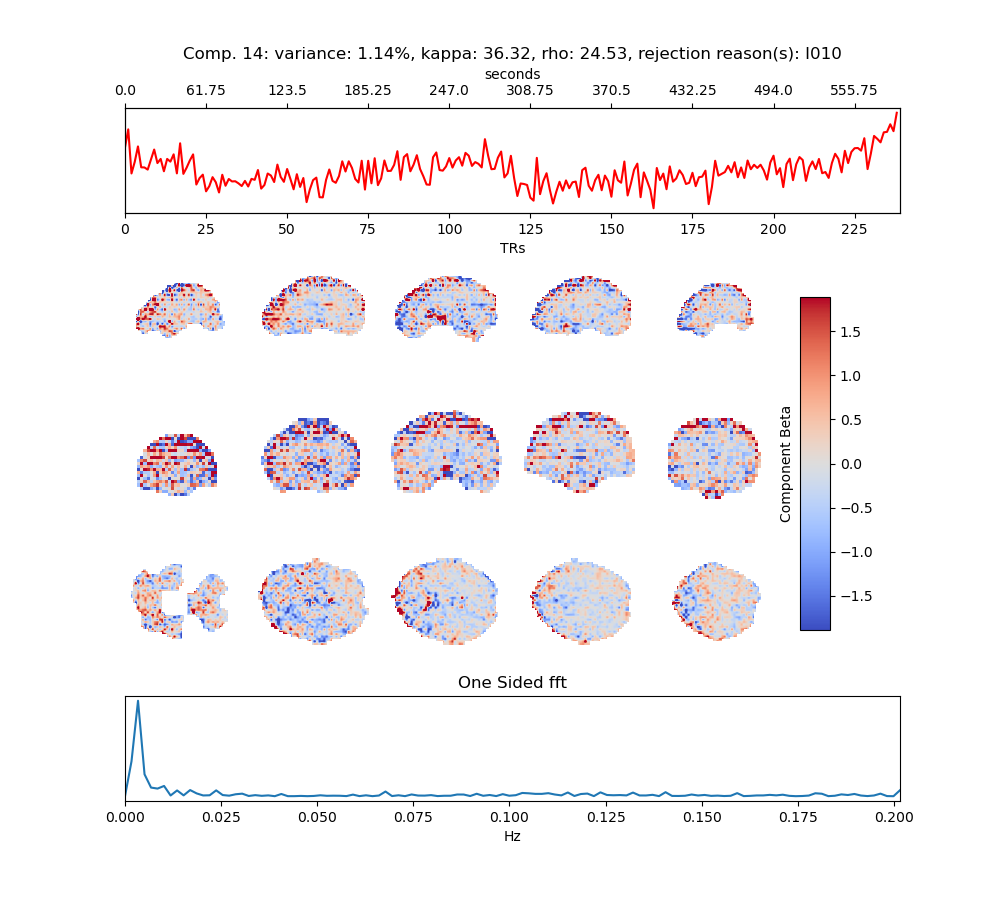 Comp. 14: variance: 1.14%, kappa: 36.32, rho: 24.53, rejection reason(s): I010
seconds
0.0 61.75 123.5 185.25 247.0 308.75 370.5 432.25 494.0 555.75
0 25 50 75 100 125 150 175 200 225
TRs
1.5
1.0
0.5
0.0
−0.5
−1.0
−1.5
Component Beta
One Sided fft
0.000 0.025 0.050 0.075 0.100 0.125 0.150 0.175 0.200
Hz